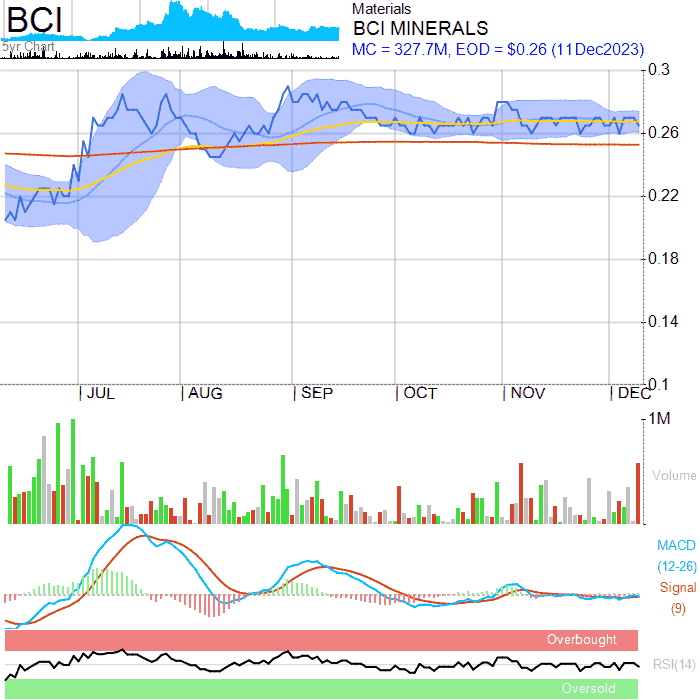 BCI
5yr Chart
Materials
BCI MINERALS
MC = 327.7M, EOD = $0.26 (11Dec2023)
0.3
0.26
0.22
0.18
0.14
0.1
JUL AUG SEP OCT NOV DEC
1M
Volume
MACD
(12-26)
Signal
(9)
Overbought
RSI(14)
Oversold